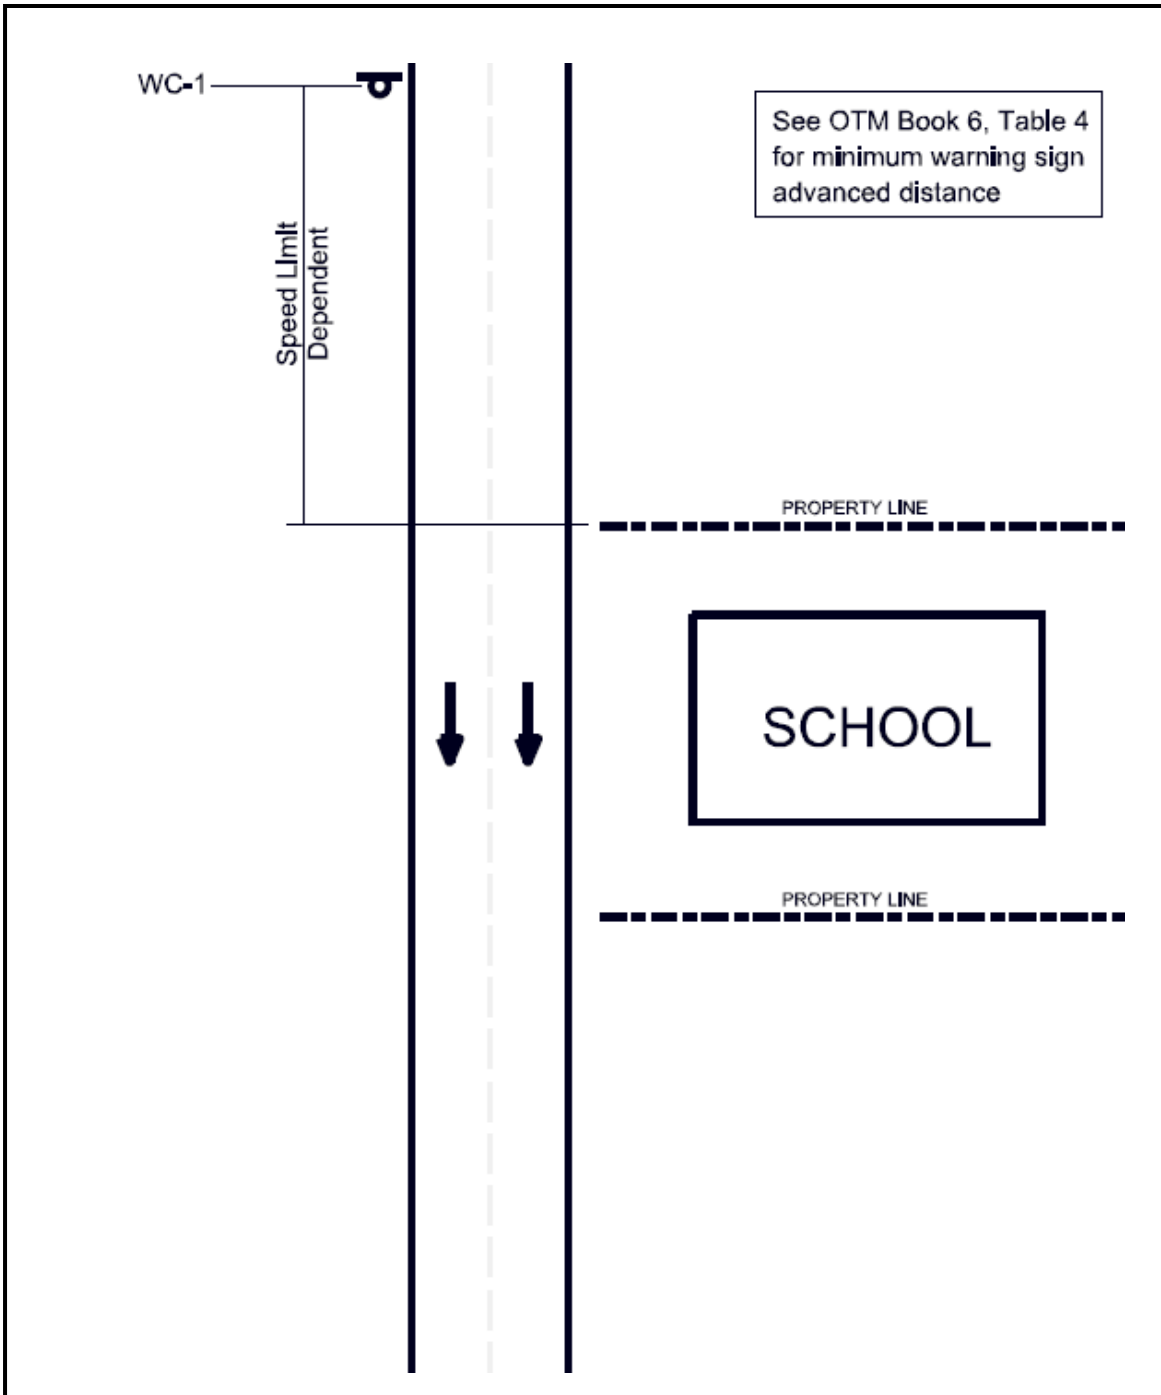 WC-1
See OTM Book 6, Table 4
for minimum warning sign
advanced distance
Speed Limit
Dependent
PROPERTY LINE
SCHOOL
PROPERTY LINE